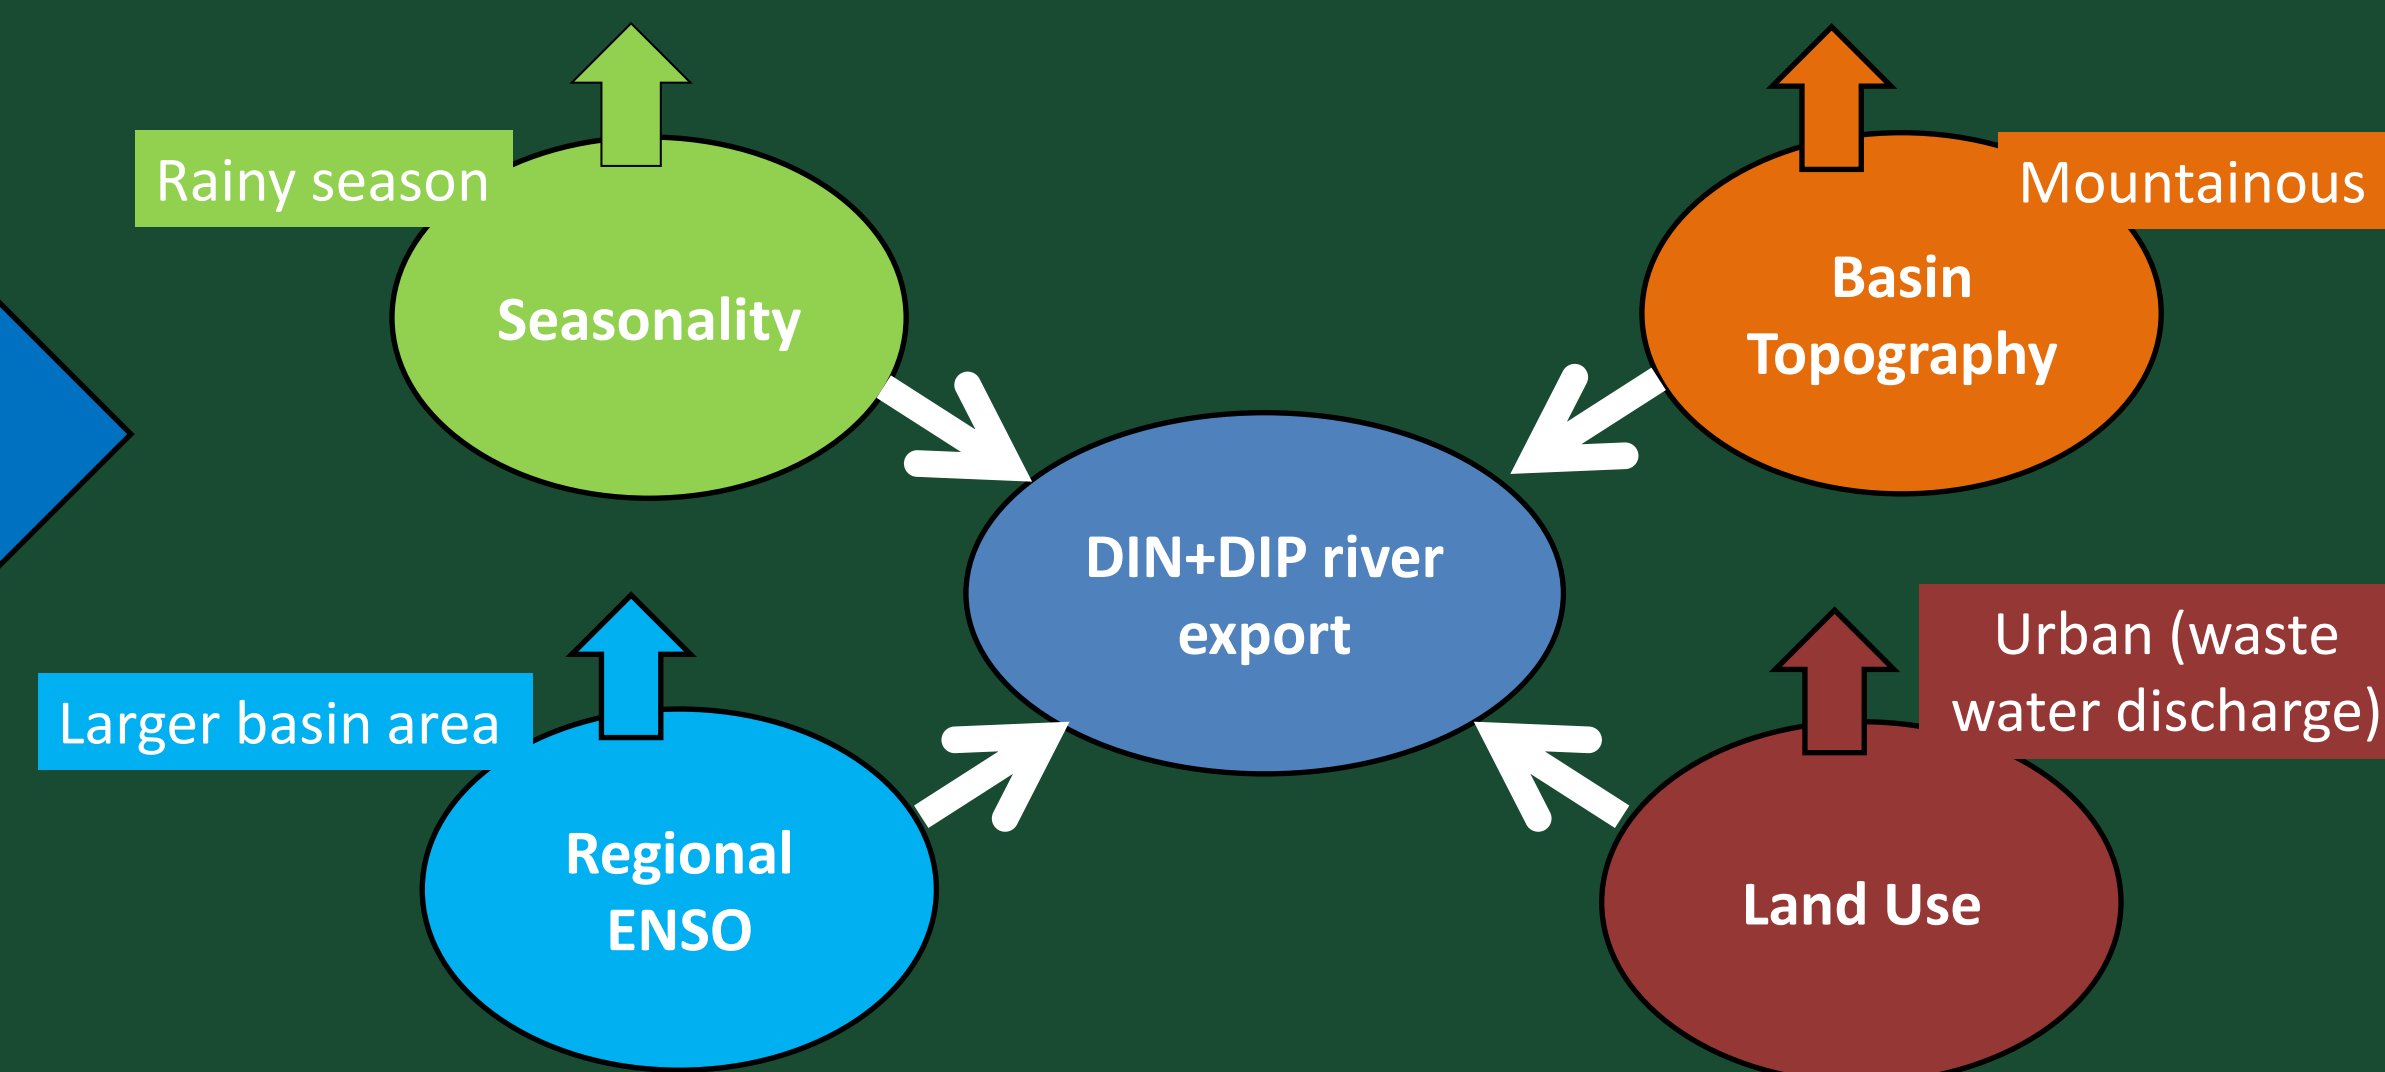 Rainy season
Seasonality
Mountainous
Basin
Topography
DIN+DIP river
export
Larger basin area
Regional
ENSO
Urban (waste
water discharge)
Land Use